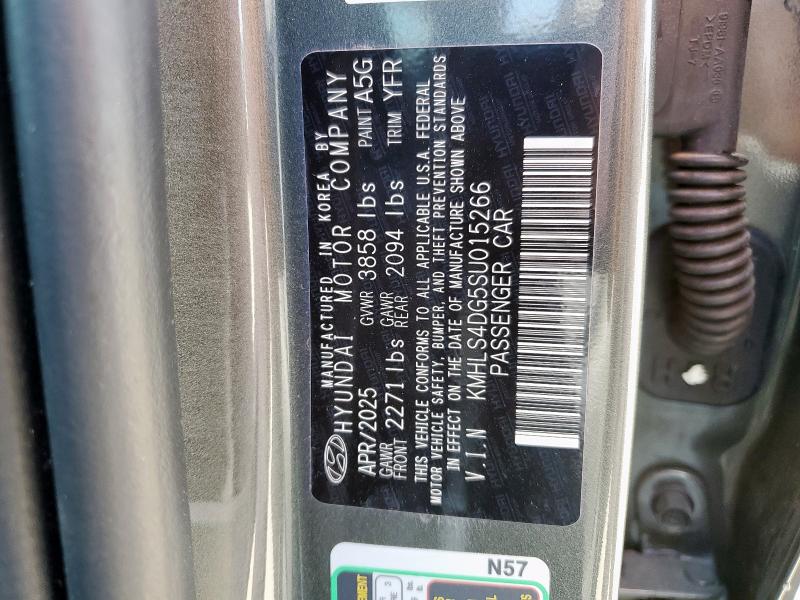 MANUFACTURED IN KOREA BY
HYUNDAI MOTOR COMPANY
APR/2025 GVWR 3858 lbs PAINT A5G
GAWR FRONT 2271 lbs GAWR REAR 2094 lbs TRIM YFR
THIS VEHICLE CONFORMS TO ALL APPLICABLE U.S.A. FEDERAL
MOTOR VEHICLE SAFETY, BUMPER, AND THEFT PREVENTION STANDARDS
IN EFFECT ON THE DATE OF MANUFACTURE SHOWN ABOVE
V.I.N KMHLS4DG5SU015266
PASSENGER CAR
N57